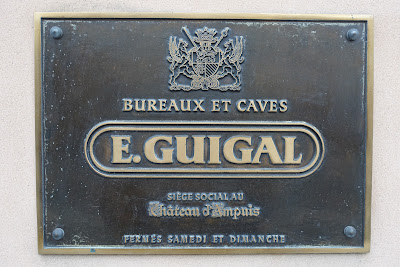 BUREAUX ET CAVES
E. GUIGAL
SIÈGE SOCIAL AU
Château d'Ampuis
FERMÉS SAMEDI ET DIMANCHE